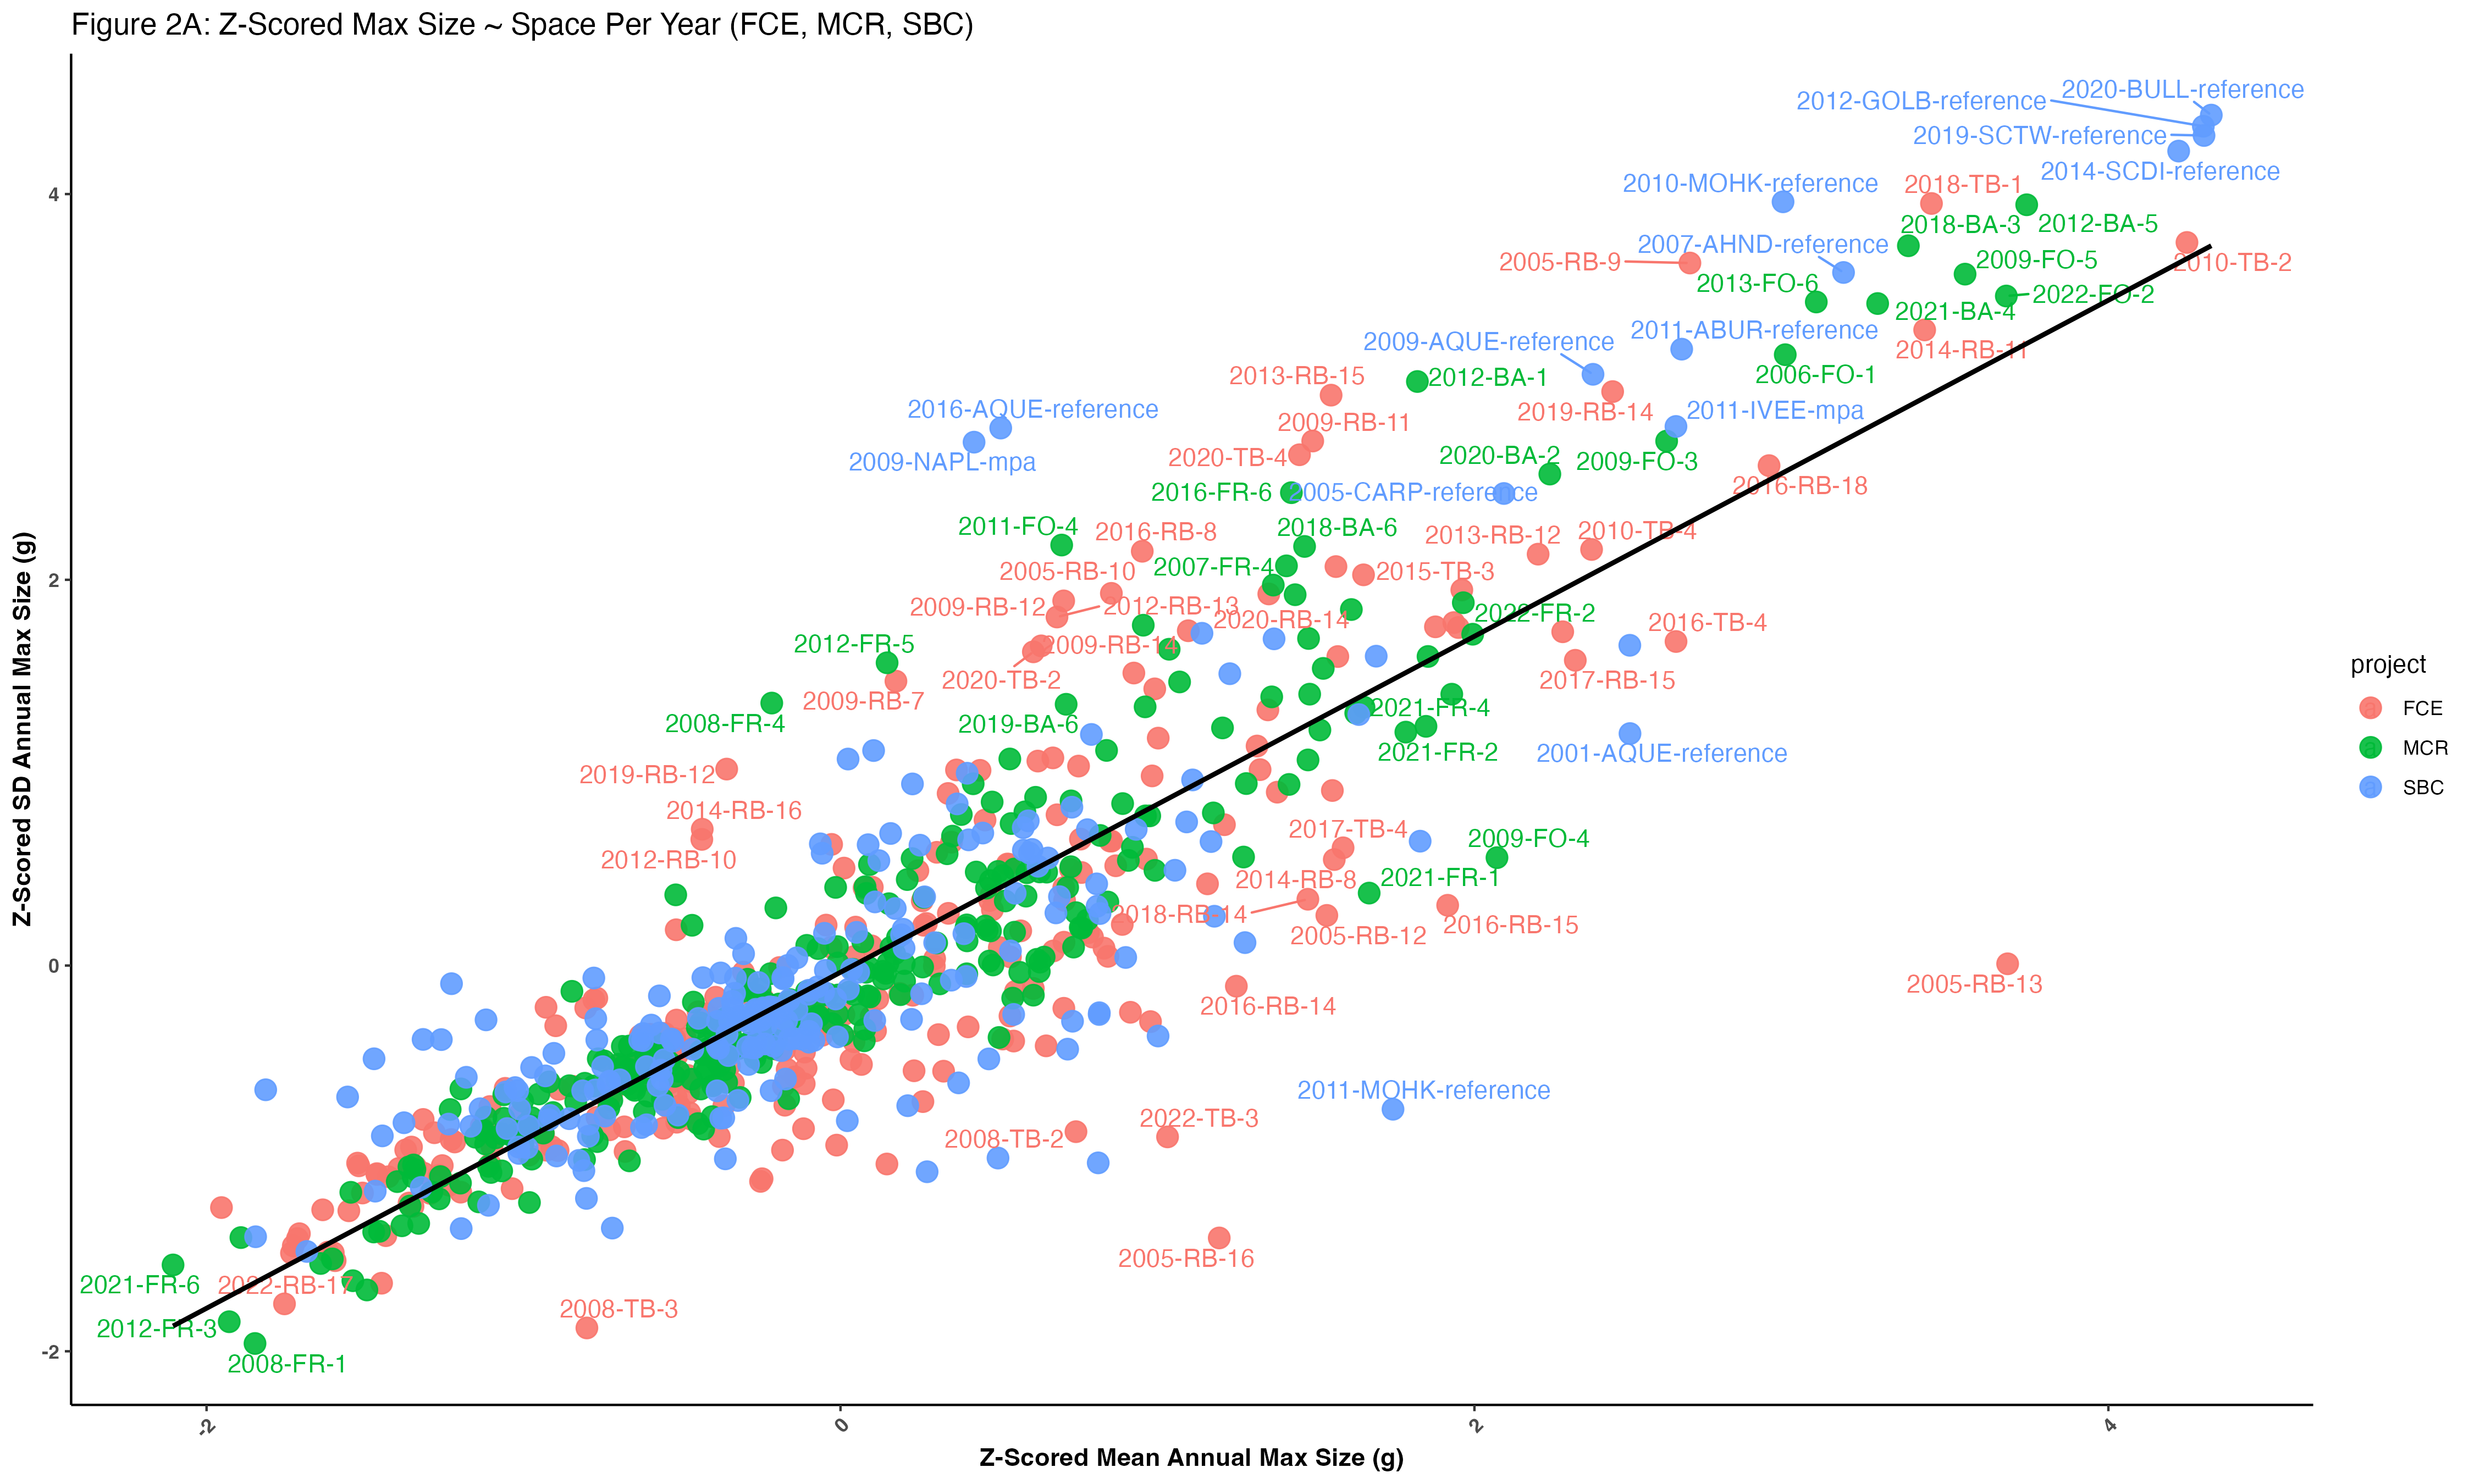 Figure 2A: Z-Scored Max Size ~ Space Per Year (FCE, MCR, SBC)
Z-Scored SD Annual Max Size (g)
4
2
0
-2
2020-BULL-reference
2012-GOLB-reference
2019-SCTW-reference
2014-SCDI-reference
2010-MOHK-reference
2018-TB-1
2018-BA-3
2012-BA-5
2007-AHND-reference
2005-RB-9
2009-FO-5
2010-TB-2
2013-FO-6
2022-FO-2
2021-BA-4
2011-ABUR-reference
2009-AQUE-reference
2014-RB-11
2006-FO-1
2013-RB-15
2012-BA-1
2016-AQUE-reference
2019-RB-14
2011-IVEE-mpa
2009-RB-11
2009-NAPL-mpa
2020-TB-4
2020-BA-2
2009-FO-3
2016-RB-18
2016-FR-6
2005-CARP-reference
2011-FO-4
2016-RB-8
2018-BA-6
2013-RB-12
2010-TB-4
2005-RB-10
2007-FR-4
2015-TB-3
2009-RB-12
2012-RB-13
2020-RB-14
2022-FR-2
2016-TB-4
2012-FR-5
2009-RB-14
2020-TB-2
2017-RB-15
2009-RB-7
2008-FR-4
2019-BA-6
2021-FR-4
2021-FR-2
2001-AQUE-reference
2019-RB-12
2014-RB-16
2012-RB-10
2017-TB-4
2009-FO-4
2014-RB-8
2021-FR-1
2018-RB-14
2005-RB-12
2016-RB-15
2005-RB-13
2016-RB-14
2011-MOHK-reference
2008-TB-2
2022-TB-3
2005-RB-16
2021-FR-6
2022-RB-17
2008-TB-3
2012-FR-3
2008-FR-1
-2
0
2
4
Z-Scored Mean Annual Max Size (g)
project
a FCE
a MCR
a SBC